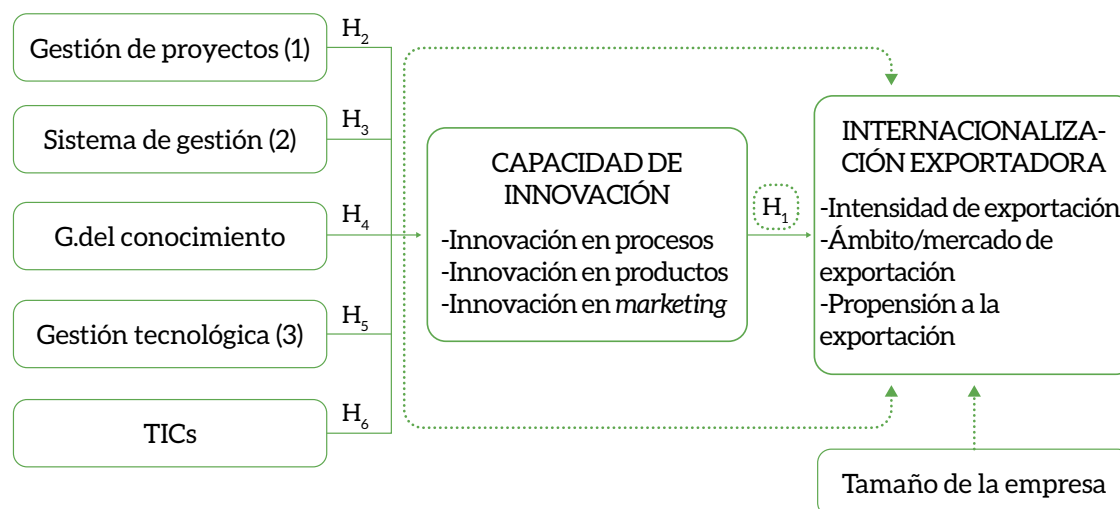 Gestión de proyectos (1)
H₂
Sistema de gestión (2)
H₃
G.del conocimiento
H₄
Gestión tecnológica (3)
H₅
TICs
H₆
CAPACIDAD DE
INNOVACIÓN
-Innovación en procesos
-Innovación en productos
-Innovación en marketing
H₁
INTERNACIONALIZA-
CIÓN EXPORTADORA
-Intensidad de exportación
-Ámbito/mercado de
exportación
-Propensión a la
exportación
Tamaño de la empresa